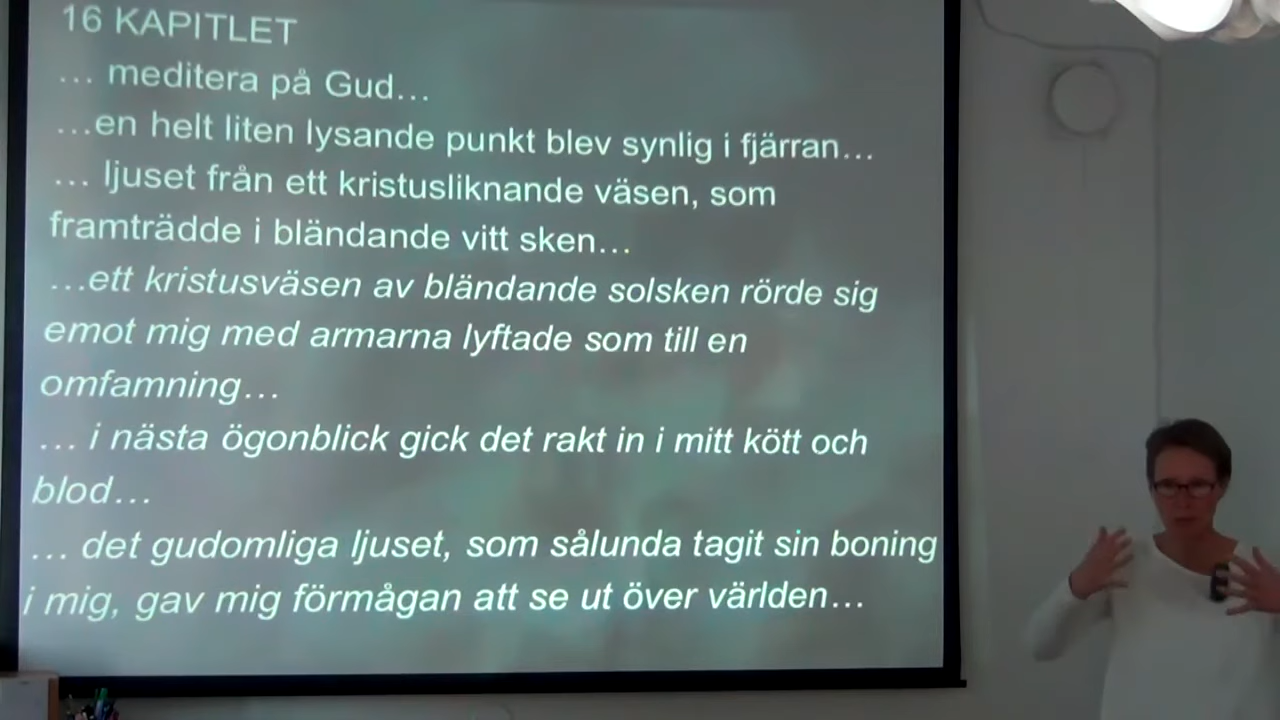 16 KAPITLET
... meditera på Gud...
...en helt liten lysande punkt blev synlig i fjärran...
... ljuset från ett kristusliknande väsen, som
framträdde i bländande vitt sken...
...ett kristusväsen av bländande solsken rörde sig
emot mig med armarna lyftade som till en
omfamning...
... i nästa ögonblick gick det rakt in i mitt kött och
blod...
... det gudomliga ljuset, som sålunda tagit sin boning
i mig, gav mig förmågan att se ut över världen...